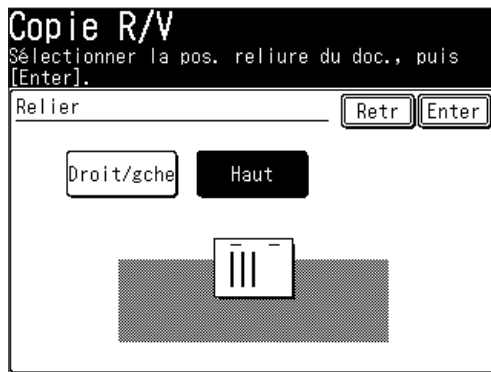 Copie R/V
Sélectionner la pos. reliure du doc., puis
[Enter].
Relier
Retr
Enter
Droit/gche
Haut